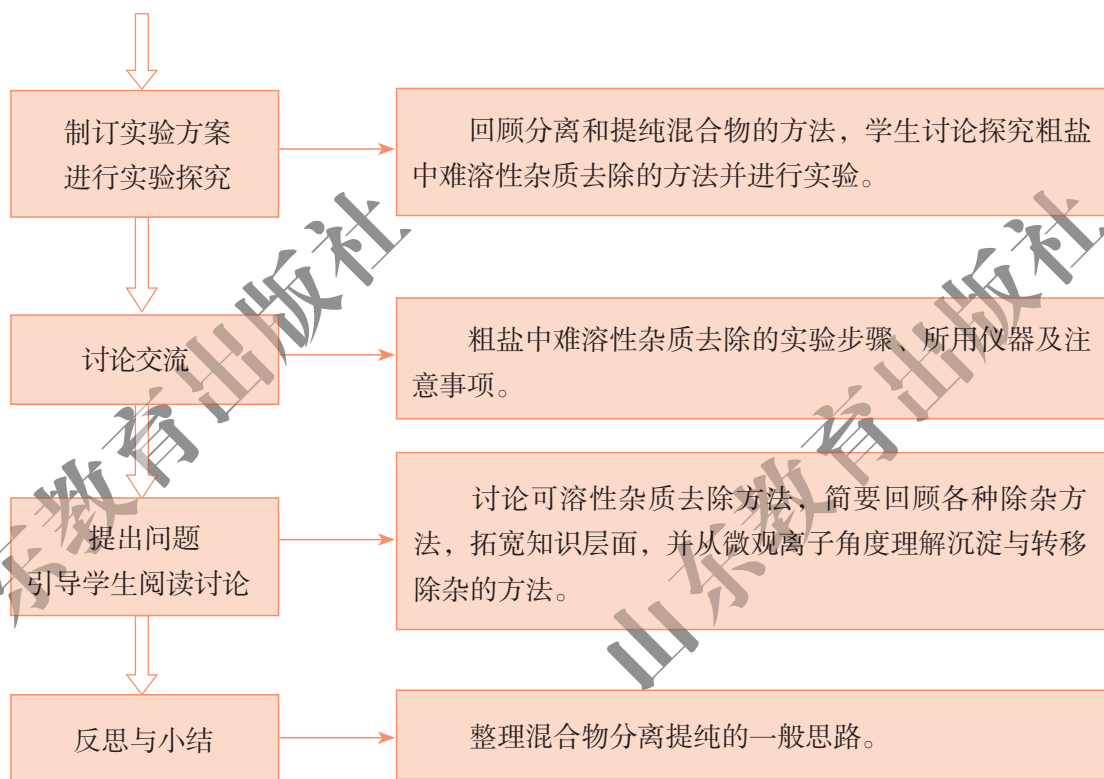 制订实验方案
进行实验探究
回顾分离和提纯混合物的方法，学生讨论探究粗盐
中难溶性杂质去除的方法并进行实验。
讨论交流
粗盐中难溶性杂质去除的实验步骤、所用仪器及注
意事项。
提出问题
引导学生阅读讨论
讨论可溶性杂质去除方法，简要回顾各种除杂方
法，拓宽知识层面，并从微观离子角度理解沉淀与转移
除杂的方法。
反思与小结
整理混合物分离提纯的一般思路。
东教育出版社
山东教育出版社